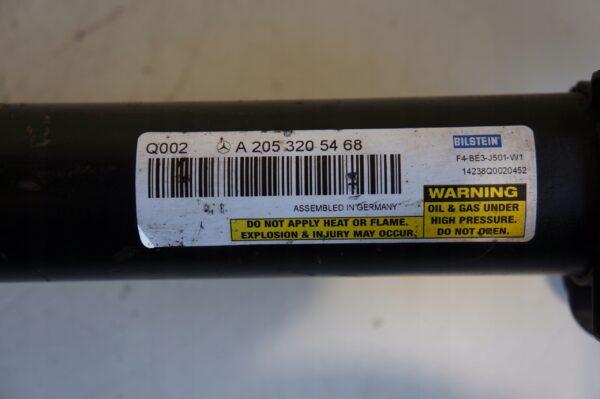 Q002 A 205 320 54 68
BILSTEIN
F4-BE3-J501-W1
14238Q0020452
ASSEMBLED IN GERMANY
WARNING
OIL & GAS UNDER
HIGH PRESSURE.
DO NOT OPEN.
DO NOT APPLY HEAT OR FLAME.
EXPLOSION & INJURY MAY OCCUR.